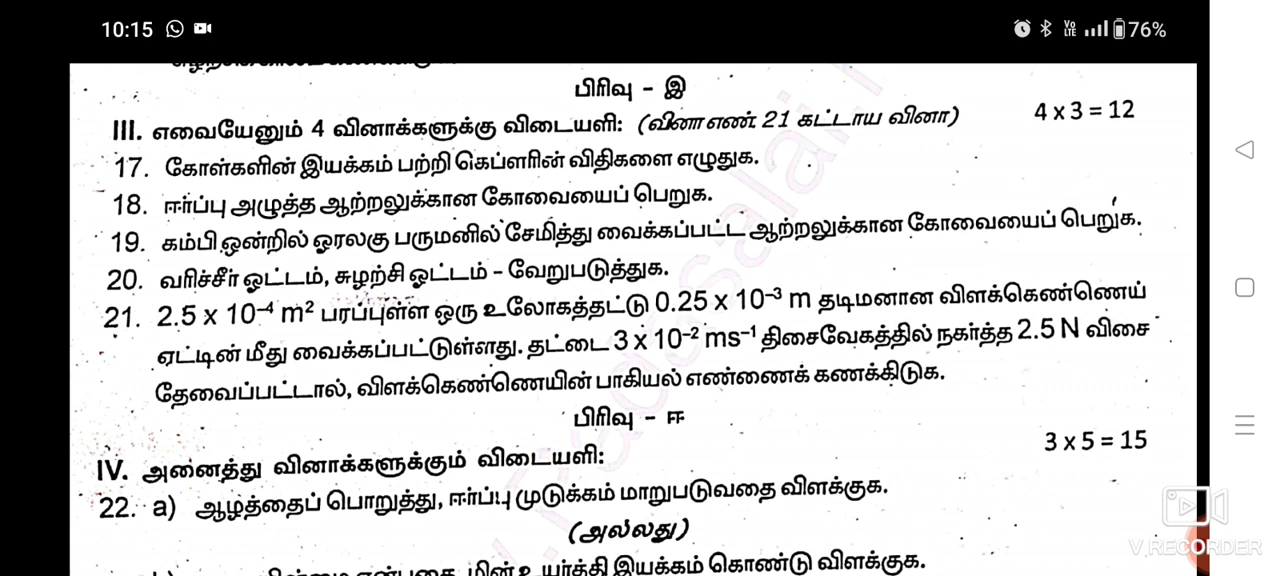 10:15
VoLTE 76%
பிரிவு - இ
III. எவையேனும் 4 வினாக்களுக்கு விடையளி: (வினா எண். 21 கட்டாய வினா) 4 x 3 = 12
17. கோள்களின் இயக்கம் பற்றி கெப்ளரின் விதிகளை எழுதுக.
18. ஈர்ப்பு அழுத்த ஆற்றலுக்கான கோவையைப் பெறுக.
19. கம்பி ஒன்றில் ஓரலகு பருமனில் சேமித்து வைக்கப்பட்ட ஆற்றலுக்கான கோவையைப் பெறுக.
20. வரிச்சீர் ஓட்டம், சுழற்சி ஓட்டம் - வேறுபடுத்துக.
21. 2.5 x 10⁻⁴ m² பரப்புள்ள ஒரு உலோகத்தட்டு 0.25 x 10⁻³ m தடிமனான விளக்கெண்ணெய்
ஏட்டின் மீது வைக்கப்பட்டுள்ளது. தட்டை 3 x 10⁻² ms⁻¹ திசைவேகத்தில் நகர்த்த 2.5 N விசை
தேவைப்பட்டால், விளக்கெண்ணெயின் பாகியல் எண்ணைக் கணக்கிடுக.
பிரிவு - ஈ
IV. அனைத்து வினாக்களுக்கும் விடையளி: 3 x 5 = 15
22. a) ஆழத்தைப் பொறுத்து, ஈர்ப்பு முடுக்கம் மாறுபடுவதை விளக்குக.
(அல்லது)
மின் உயர்த்தி இயக்கம் கொண்டு விளக்குக.
V RECORDER